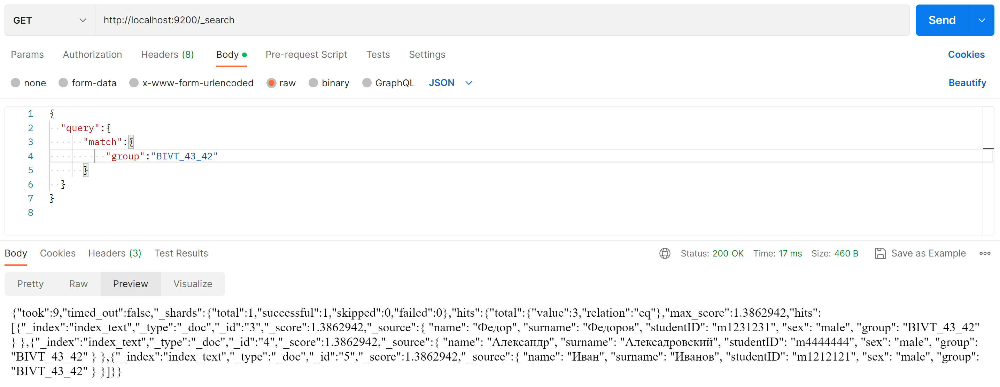 GET http://localhost:9200/_search Send
Params Authorization Headers (8) Body Pre-request Script Tests Settings Cookies
none form-data x-www-form-urlencoded raw binary GraphQL JSON Beautify
1 {
2 "query":{
3 "match":{
4 "group":"BIVT_43_42"
5 }
6 }
7 }
8
Body Cookies Headers (3) Test Results Status: 200 OK Time: 17 ms Size: 460 B Save as Example
Pretty Raw Preview Visualize
{"took":9,"timed_out":false,"_shards":{"total":1,"successful":1,"skipped":0,"failed":0},"hits":{"total":{"value":3,"relation":"eq"},"max_score":1.3862942,"hits":
[{"_index":"index_text","_type":"_doc","_id":"3","_score":1.3862942,"_source":{ "name": "Федор", "surname": "Федоров", "studentID": "m1231231", "sex": "male", "group": "BIVT_43_42"
} },{"_index":"index_text","_type":"_doc","_id":"4","_score":1.3862942,"_source":{ "name": "Александр", "surname": "Алексадровский", "studentID": "m4444444", "sex": "male", "group":
"BIVT_43_42" } },{"_index":"index_text","_type":"_doc","_id":"5","_score":1.3862942,"_source":{ "name": "Иван", "surname": "Иванов", "studentID": "m1212121", "sex": "male", "group":
"BIVT_43_42" } }]}}